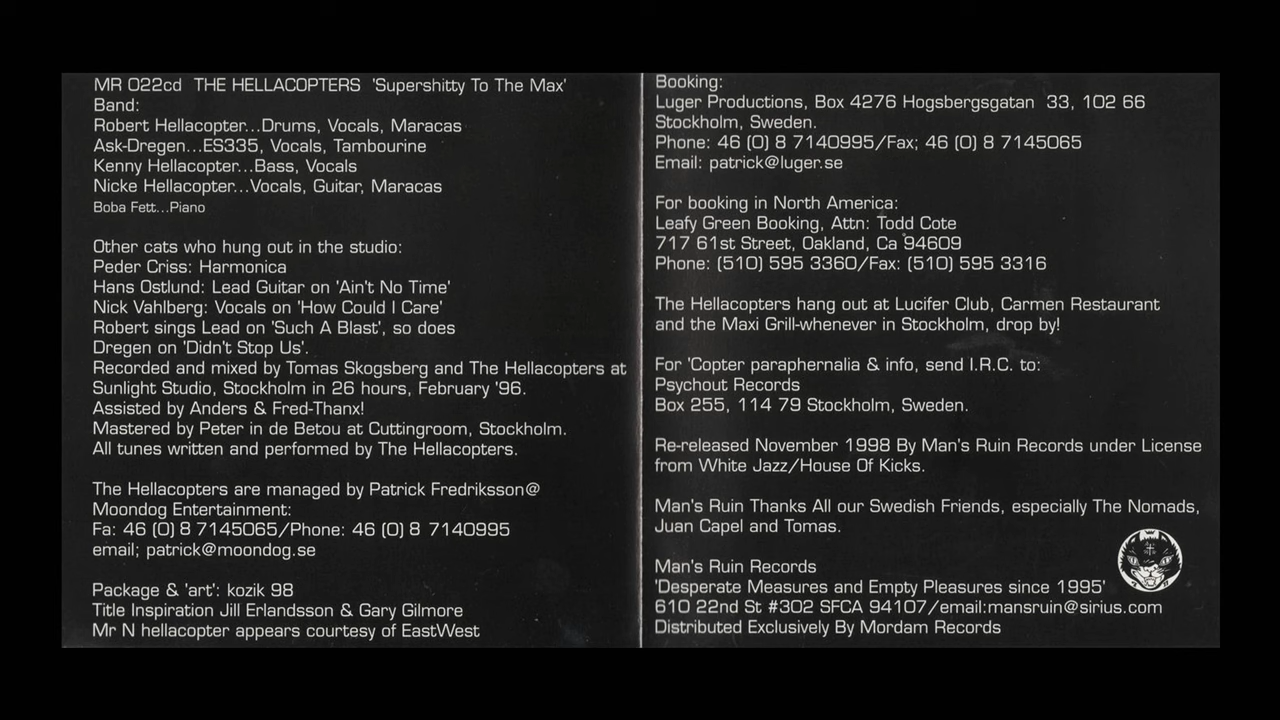 MR 022cd THE HELLACOPTERS 'Supershitty To The Max'
Band:
Robert Hellacopter...Drums, Vocals, Maracas
Ask-Dregen...ES335, Vocals, Tambourine
Kenny Hellacopter...Bass, Vocals
Nicke Hellacopter...Vocals, Guitar, Maracas
Boba Fett...Piano
Other cats who hung out in the studio:
Peder Criss: Harmonica
Hans Ostlund: Lead Guitar on 'Ain't No Time'
Nick Vahlberg: Vocals on 'How Could I Care'
Robert sings Lead on 'Such A Blast', so does
Dregen on 'Didn't Stop Us'.
Recorded and mixed by Tomas Skogsberg and The Hellacopters at
Sunlight Studio, Stockholm in 26 hours, February '96.
Assisted by Anders & Fred-Thanx!
Mastered by Peter in de Betou at Cuttingroom, Stockholm.
All tunes written and performed by The Hellacopters.
The Hellacopters are managed by Patrick Fredriksson@
Moondog Entertainment:
Fa: 46 (0) 8 7145065/Phone: 46 (0) 8 7140995
email; patrick@moondog.se
Package & 'art': kozik 98
Title Inspiration Jill Erlandsson & Gary Gilmore
Mr N hellacopter appears courtesy of EastWest
Booking:
Luger Productions, Box 4276 Hogsbergsgatan 33, 102 66
Stockholm, Sweden.
Phone: 46 (0) 8 7140995/Fax; 46 (0) 8 7145065
Email: patrick@luger.se
For booking in North America:
Leafy Green Booking, Attn: Todd Cote
717 61st Street, Oakland, Ca 94609
Phone: (510) 595 3360/Fax: (510) 595 3316
The Hellacopters hang out at Lucifer Club, Carmen Restaurant
and the Maxi Grill-whenever in Stockholm, drop by!
For 'Copter paraphernalia & info, send I.R.C. to:
Psychout Records
Box 255, 114 79 Stockholm, Sweden.
Re-released November 1998 By Man's Ruin Records under License
from White Jazz/House Of Kicks.
Man's Ruin Thanks All our Swedish Friends, especially The Nomads,
Juan Capel and Tomas.
Man's Ruin Records
'Desperate Measures and Empty Pleasures since 1995'
610 22nd St #302 SFCA 94107/email:mansruin@sirius.com
Distributed Exclusively By Mordam Records